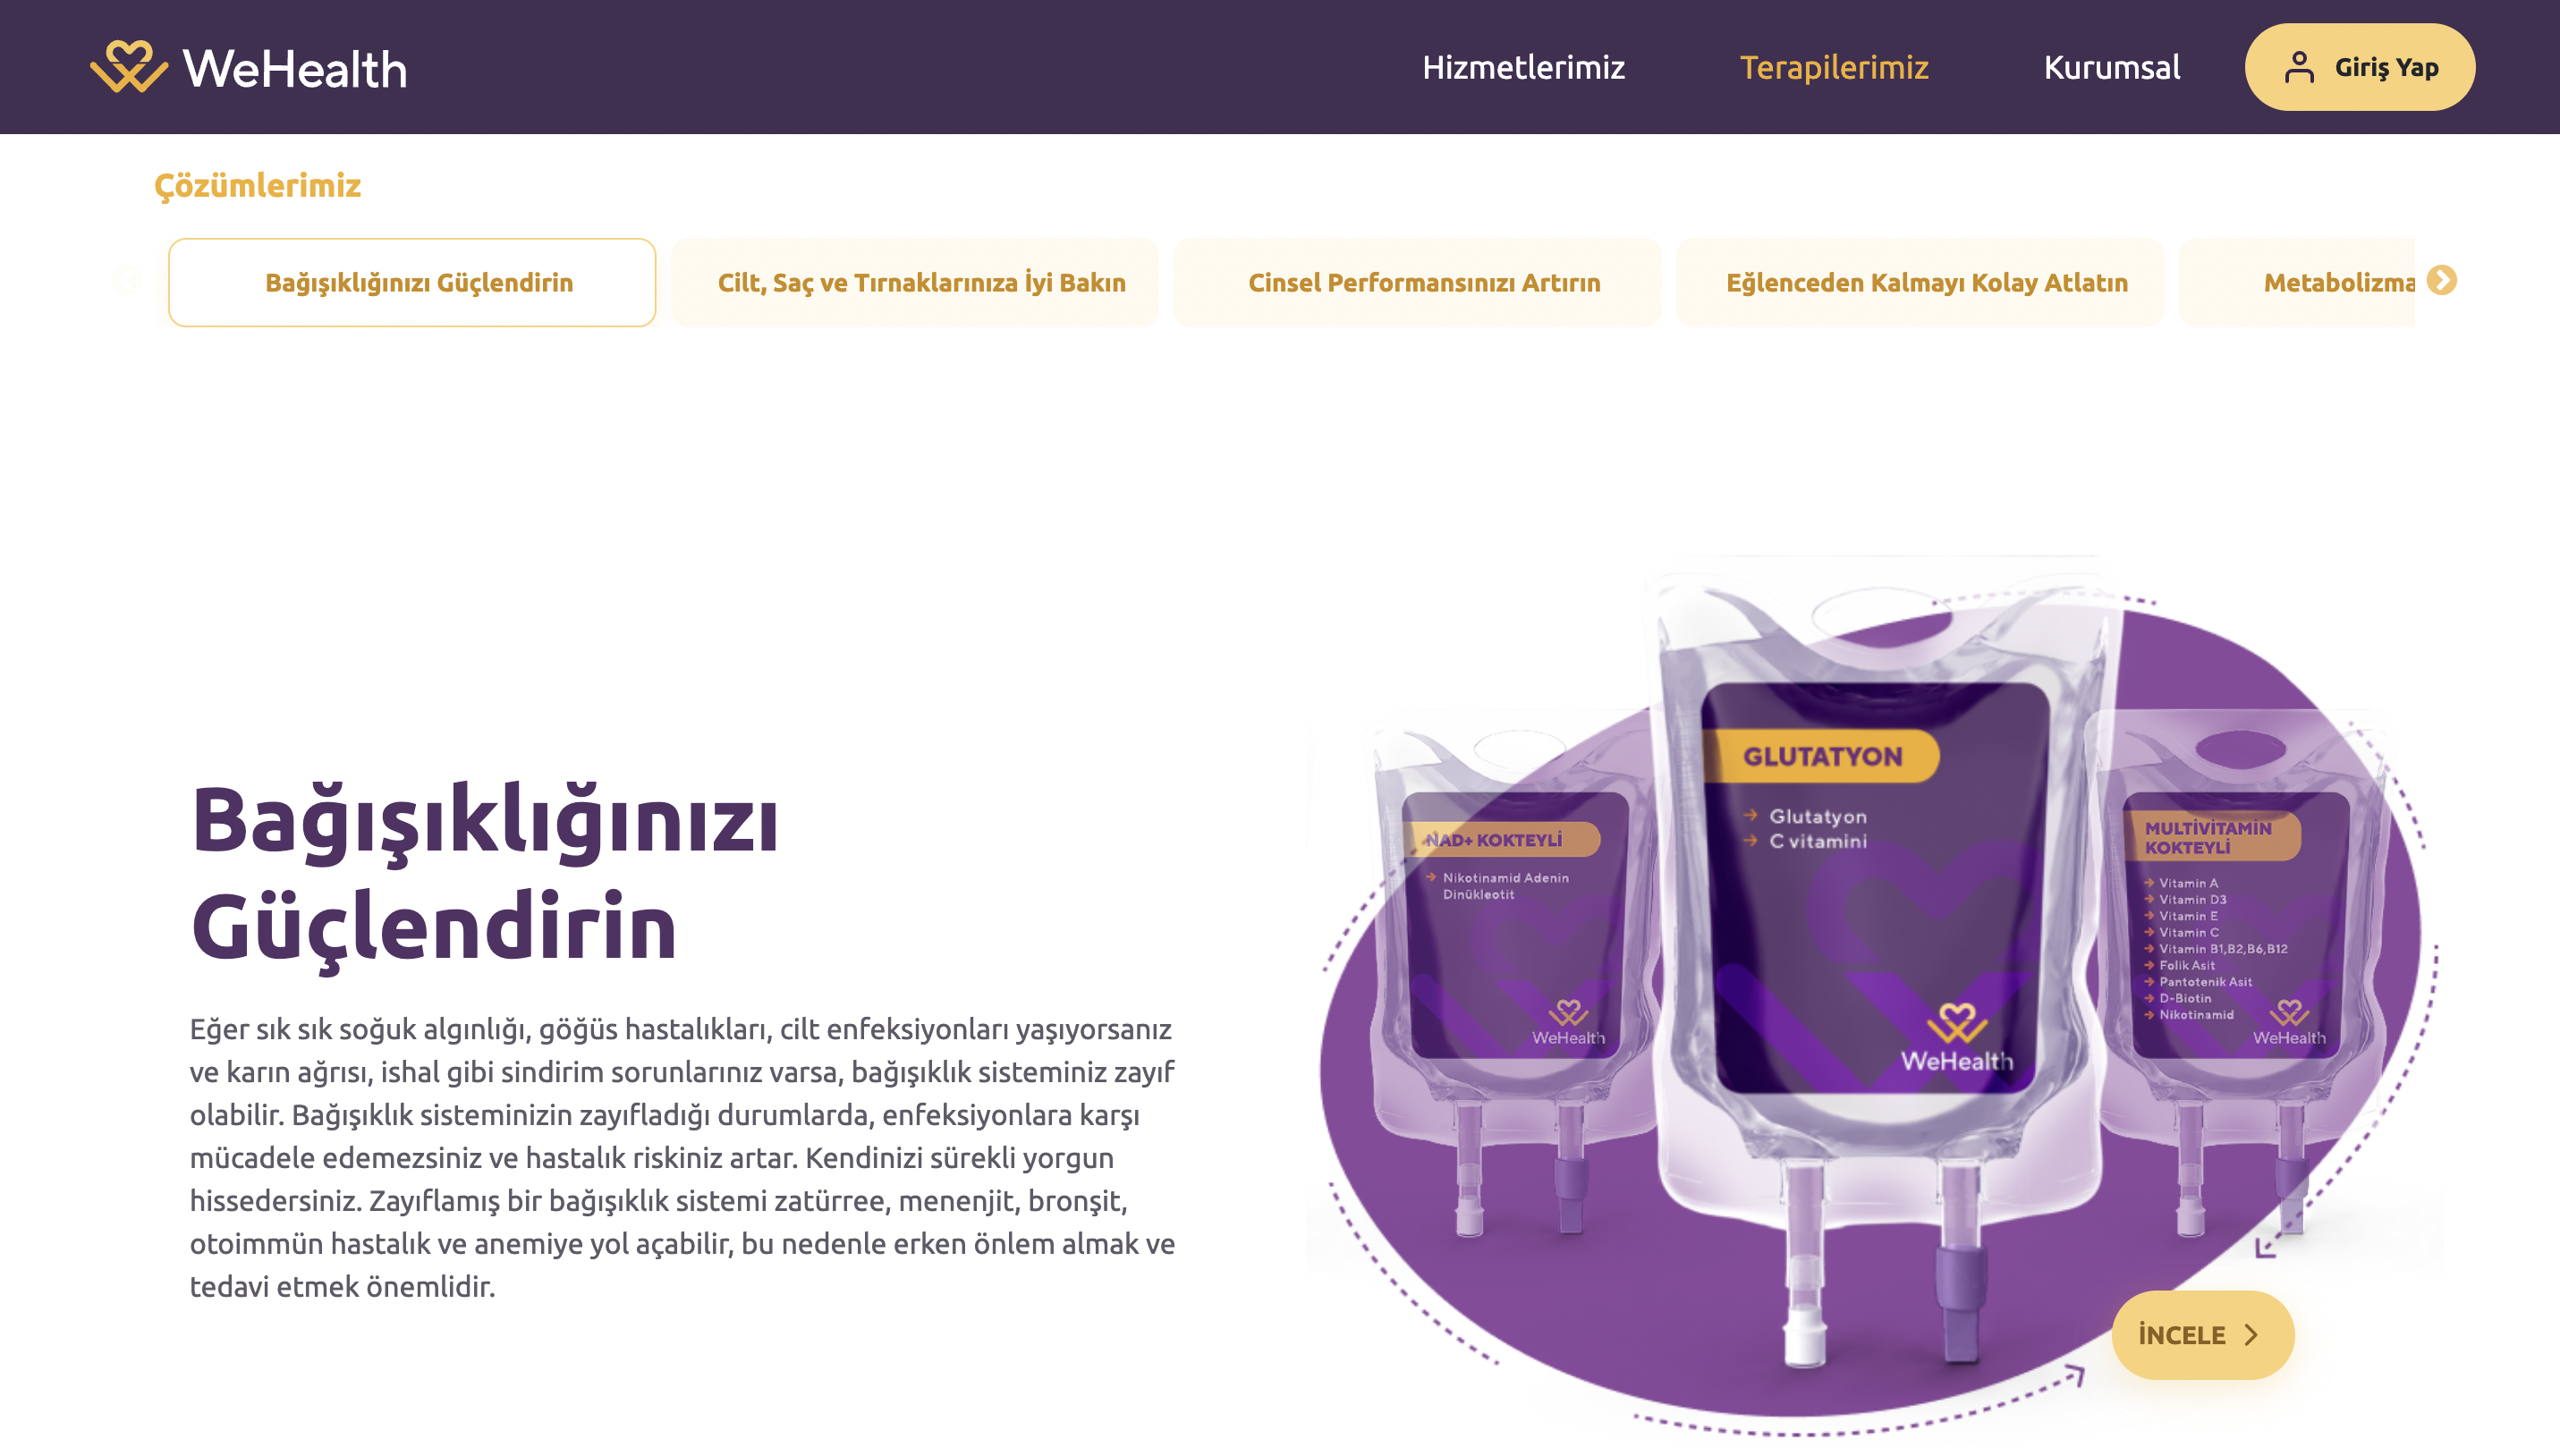 WeHealth
Hizmetlerimiz
Terapilerimiz
Kurumsal
Giriş Yap
Çözümlerimiz
Bağışıklığınızı Güçlendirin
Cilt, Saç ve Tırnaklarınıza İyi Bakın
Cinsel Performansınızı Artırın
Eğlenceden Kalmayı Kolay Atlatın
Metabolizma
Bağışıklığınızı
Güçlendirin
Eğer sık sık soğuk algınlığı, göğüs hastalıkları, cilt enfeksiyonları yaşıyorsanız
ve karın ağrısı, ishal gibi sindirim sorunlarınız varsa, bağışıklık sisteminiz zayıf
olabilir. Bağışıklık sisteminizin zayıfladığı durumlarda, enfeksiyonlara karşı
mücadele edemezsiniz ve hastalık riskiniz artar. Kendinizi sürekli yorgun
hissedersiniz. Zayıflamış bir bağışıklık sistemi zatürree, menenjit, bronşit,
otoimmün hastalık ve anemiye yol açabilir, bu nedenle erken önlem almak ve
tedavi etmek önemlidir.
NAD+ KOKTEYLİ
Nikotinamid Adenin
Dinükleotit
WeHealth
GLUTATYON
Glutatyon
C vitamini
WeHealth
MULTİVİTAMİN
KOKTEYLİ
Vitamin A
Vitamin D3
Vitamin E
Vitamin C
Vitamin B1,B2,B6,B12
Folik Asit
Pantotenik Asit
D-Biotin
Nikotinamid
WeHealth
İNCELE